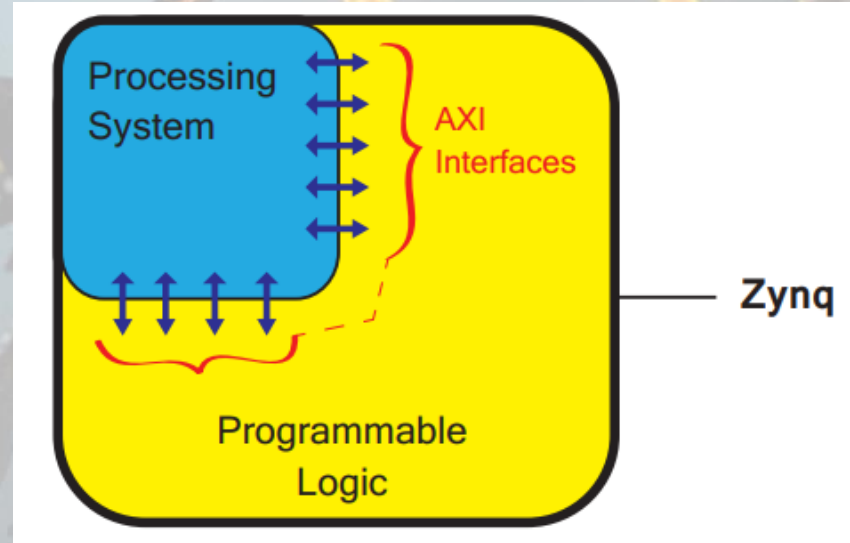 Processing
System
AXI
Interfaces
Zynq
Programmable
Logic